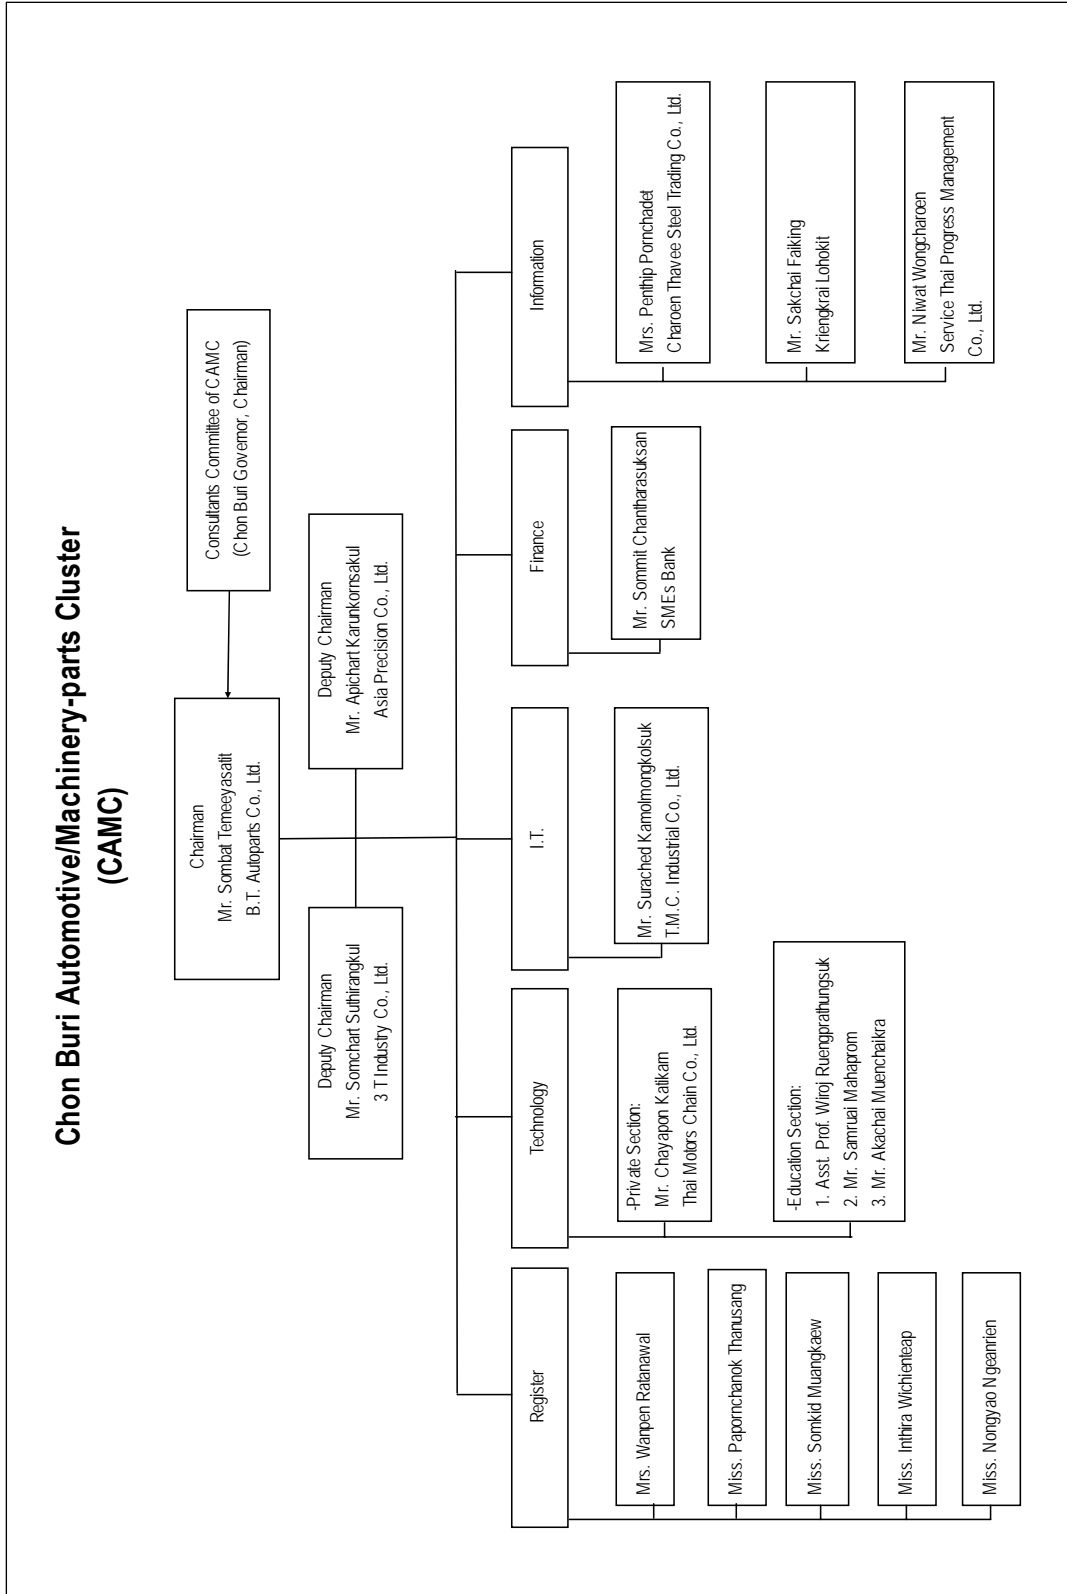 Chon Buri Automotive/Machinery-parts Cluster
(CAMC)
Consultants Committee of CAMC
(Chon Buri Governor, Chairman)
Chairman
Mr. Sombat Temeeyasatit
B.T. Autoparts Co., Ltd.
Deputy Chairman
Mr. Somchart Suthirangkul
3 T Industry Co., Ltd.
Deputy Chairman
Mr. Apichart Karunkornsakul
Asia Precision Co., Ltd.
Register
Mrs. Wanpen Ratanawal
Miss. Papornchanok Thanusang
Miss. Somkid Muangkaew
Miss. Inthira Wichienteap
Miss. Nongyao Ngeanrien
Technology
-Private Section:
Mr. Chayapon Katikarn
Thai Motors Chain Co., Ltd.
-Education Section:
1. Asst. Prof. Wiroj Ruengprathungsuk
2. Mr. Samruai Mahaprom
3. Mr. Akachai Muenchaikra
I.T.
Mr. Surached Kamolmongkolsuk
T.M.C. Industrial Co., Ltd.
Finance
Mr. Sommit Chantharasuksan
SMEs Bank
Information
Mrs. Penthip Pornchadet
Charoen Thavee Steel Trading Co., Ltd.
Mr. Sakchai Faiking
Kriengkrai Lohokit
Mr. Niwat Wongcharoen
Service Thai Progress Management
Co., Ltd.